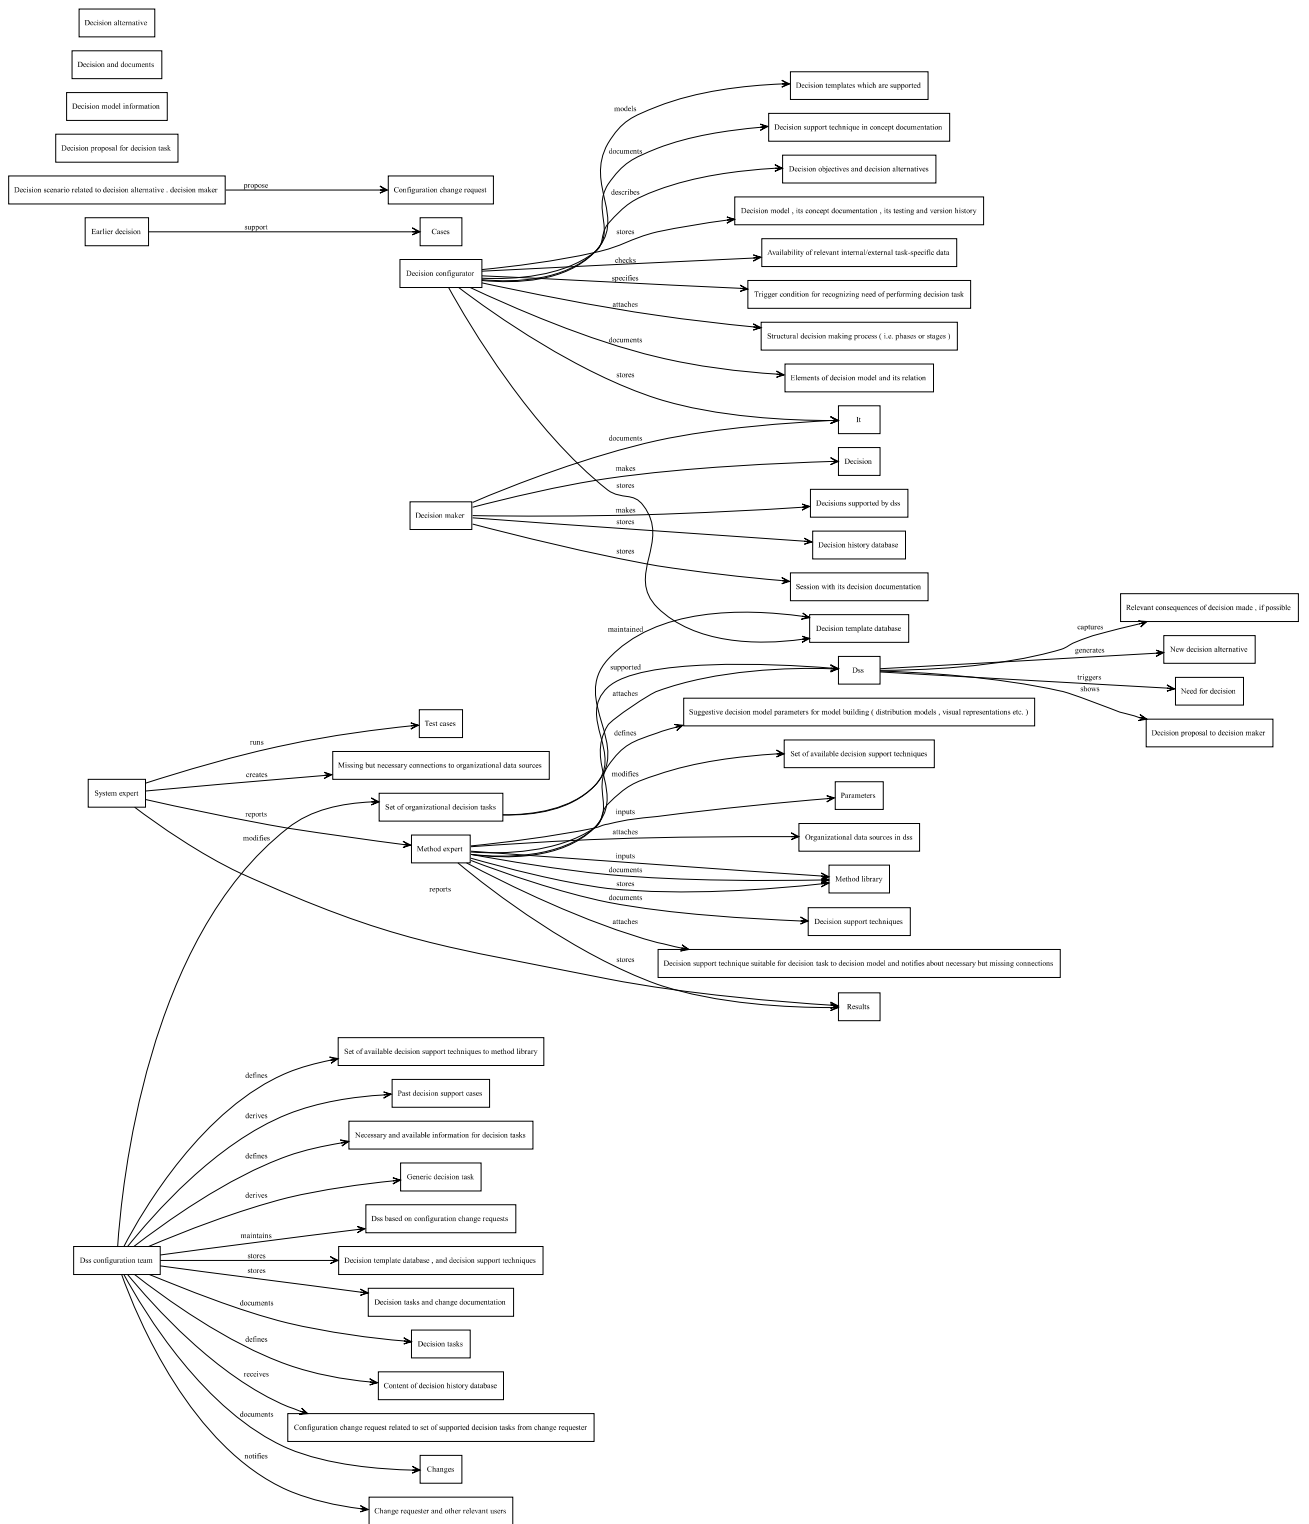 Decision alternative
Decision and documents
Decision model information
Decision proposal for decision task
Decision scenario related to decision alternative . decision maker
propose
Configuration change request
Earlier decision
support
Cases
Decision configurator
models
Decision templates which are supported
documents
Decision support technique in concept documentation
describes
Decision objectives and decision alternatives
stores
Decision model , its concept documentation , its testing and version history
checks
Availability of relevant internal/external task-specific data
specifies
Trigger condition for recognizing need of performing decision task
attaches
Structural decision making process ( i.e. phases or stages )
documents
Elements of decision model and its relation
stores
It
documents
Decision maker
makes
Decision
stores
makes
Decisions supported by dss
stores
Decision history database
stores
Session with its decision documentation
maintained
Decision template database
supported
Dss
captures
Relevant consequences of decision made , if possible
generates
New decision alternative
triggers
Need for decision
shows
Decision proposal to decision maker
attaches
defines
Suggestive decision model parameters for model building ( distribution models , visual representations etc. )
System expert
runs
Test cases
creates
Missing but necessary connections to organizational data sources
reports
Set of organizational decision tasks
modifies
Method expert
reports
modifies
Set of available decision support techniques
inputs
Parameters
attaches
Organizational data sources in dss
inputs
documents
stores
Method library
documents
Decision support techniques
attaches
Decision support technique suitable for decision task to decision model and notifies about necessary but missing connections
stores
Results
Dss configuration team
defines
Set of available decision support techniques to method library
derives
Past decision support cases
defines
Necessary and available information for decision tasks
derives
Generic decision task
maintains
Dss based on configuration change requests
stores
Decision template database , and decision support techniques
stores
Decision tasks and change documentation
documents
Decision tasks
defines
Content of decision history database
receives
Configuration change request related to set of supported decision tasks from change requester
documents
Changes
notifies
Change requester and other relevant users